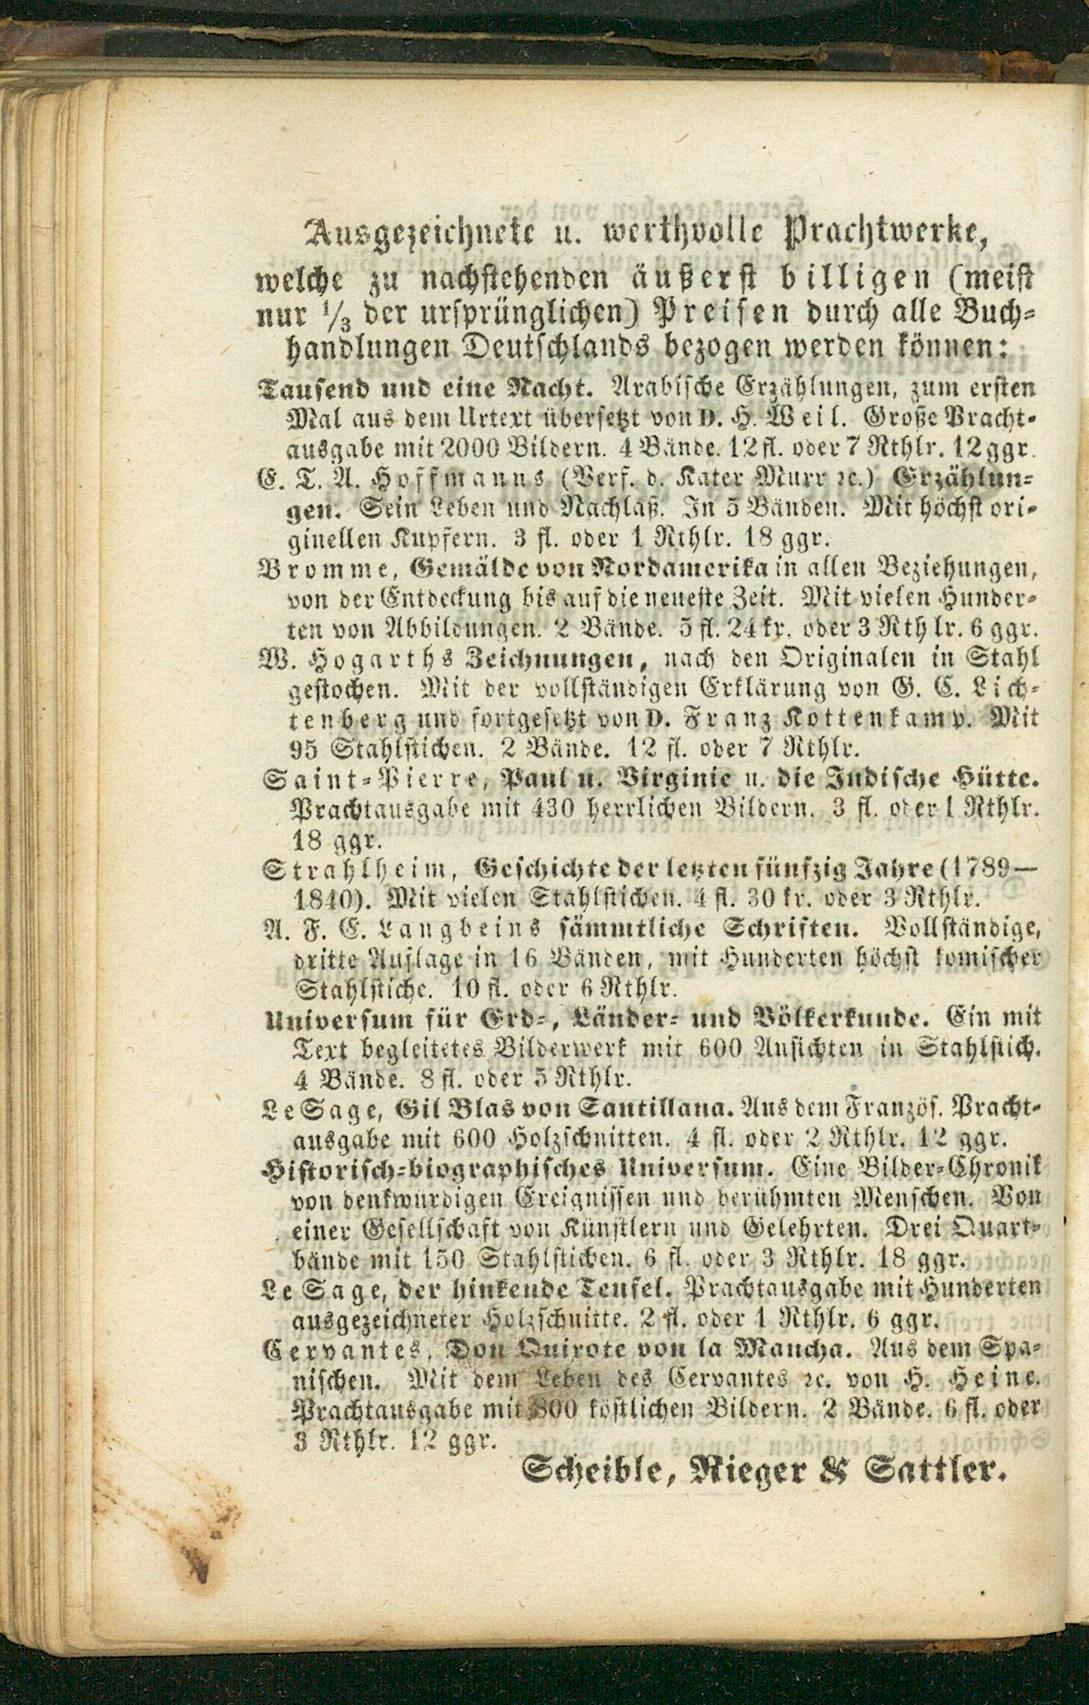 Ausgezeichnete u. werthvolle Prachtwerke,
welche zu nachstehenden äußerst billigen (meist
nur 1/3 der ursprünglichen) Preisen durch alle Buch-
handlungen Deutschlands bezogen werden können:
Tausend und eine Nacht. Arabische Erzählungen, zum ersten
Mal aus dem Urtext übersetzt von D. H. Weil. Große Pracht-
ausgabe mit 2000 Bildern. 4 Bände. 12 fl. oder 7 Rthlr. 12 ggr.
E. T. A. Hoffmanns (Verf. d. Kater Murr ꝛc.) Erzählun-
gen. Sein Leben und Nachlaß. In 5 Bänden. Mit höchst ori-
ginellen Kupfern. 3 fl. oder 1 Rthlr. 18 ggr.
Bromme, Gemälde von Nordamerika in allen Beziehungen,
von der Entdeckung bis auf die neueste Zeit. Mit vielen Hunder-
ten von Abbildungen. 2 Bände. 5 fl. 24 kr. oder 3 Rthlr. 6 ggr.
W. Hogarths Zeichnungen, nach den Originalen in Stahl
gestochen. Mit der vollständigen Erklärung von G. C. Lich-
tenberg und fortgesetzt von D. Franz Kottenkamp. Mit
95 Stahlstichen. 2 Bände. 12 fl. oder 7 Rthlr.
Saint-Pierre, Paul u. Virginie u. die Indische Hütte.
Prachtausgabe mit 430 herrlichen Bildern. 3 fl. oder 1 Rthlr.
18 ggr.
Strahlheim, Geschichte der letzten fünfzig Jahre (1789—
1840). Mit vielen Stahlstichen. 4 fl. 30 kr. oder 3 Rthlr.
A. F. E. Langbeins sämmtliche Schriften. Vollständige,
dritte Auflage in 16 Bänden, mit Hunderten höchst komischer
Stahlstiche. 10 fl. oder 6 Rthlr.
Universum für Erd-, Länder- und Völkerkunde. Ein mit
Text begleitetes Bilderwerk mit 600 Ansichten in Stahlstich.
4 Bände. 8 fl. oder 5 Rthlr.
Le Sage, Gil Blas von Santillana. Aus dem Französ. Pracht-
ausgabe mit 600 Holzschnitten. 4 fl. oder 2 Rthlr. 12 ggr.
Historisch-biographisches Universum. Eine Bilder-Chronik
von denkwürdigen Ereignissen und berühmten Menschen. Von
einer Gesellschaft von Künstlern und Gelehrten. Drei Quart-
bände mit 150 Stahlstichen. 6 fl. oder 3 Rthlr. 18 ggr.
Le Sage, der hinkende Teufel. Prachtausgabe mit Hunderten
ausgezeichneter Holzschnitte. 2 fl. oder 1 Rthlr. 6 ggr.
Cervantes, Don Quixote von la Mancha. Aus dem Spa-
nischen. Mit dem Leben des Cervantes ꝛc. von H. Heine.
Prachtausgabe mit 800 köstlichen Bildern. 2 Bände. 6 fl. oder
3 Rthlr. 12 ggr.
Scheible, Rieger & Sattler.